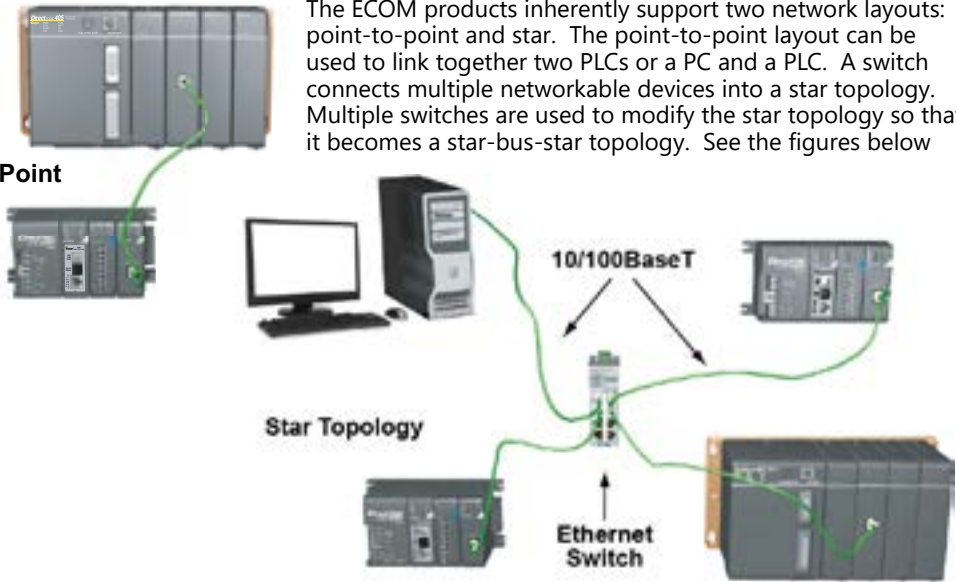 The ECOM products inherently support two network layouts:
point-to-point and star. The point-to-point layout can be
used to link together two PLCs or a PC and a PLC. A switch
connects multiple networkable devices into a star topology.
Multiple switches are used to modify the star topology so that
it becomes a star-bus-star topology. See the figures below
Point
10/100BaseT
Star Topology
Ethernet
Switch